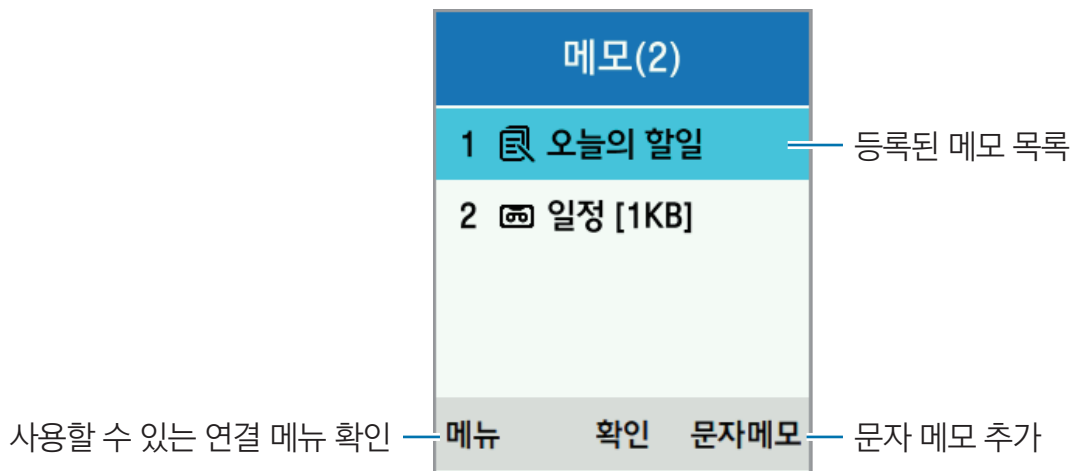 메모(2)
1 오늘의 할일
등록된 메모 목록
2 일정 [1KB]
사용할 수 있는 연결 메뉴 확인
메뉴 확인 문자메모
문자 메모 추가